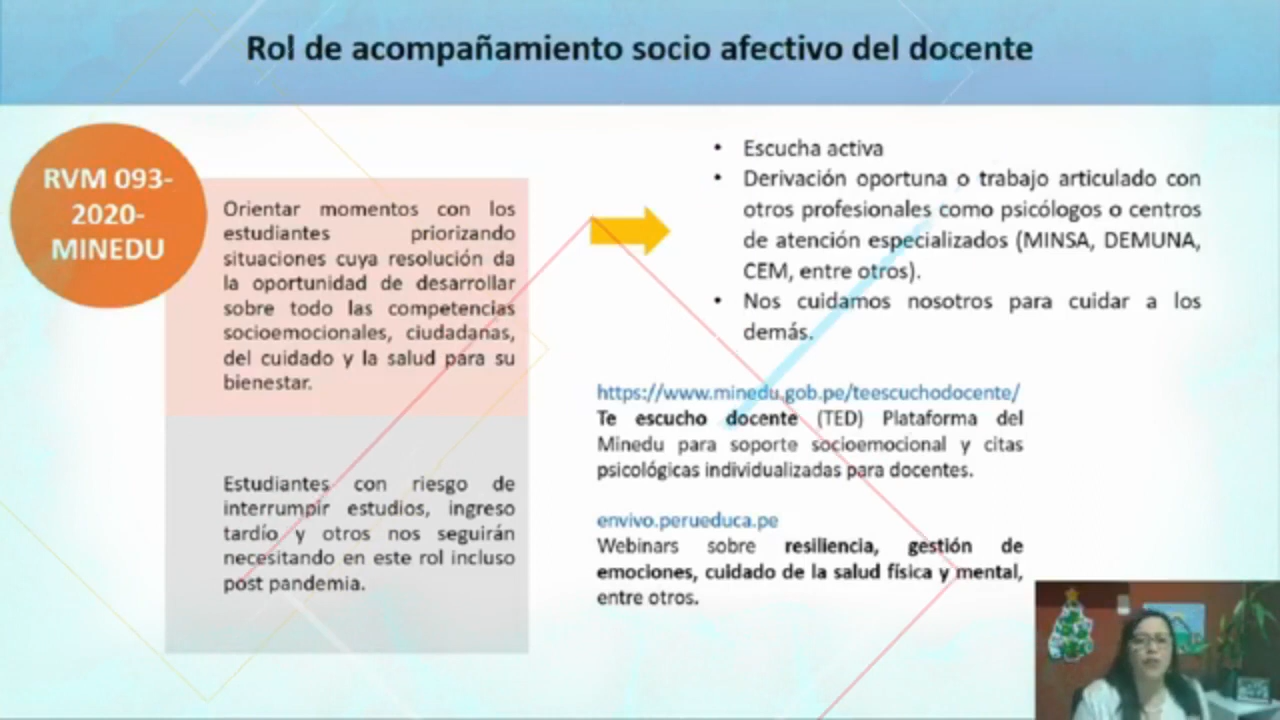 Rol de acompañamiento socio afectivo del docente
RVM 093-
2020-
MINEDU
Orientar momentos con los
estudiantes priorizando
situaciones cuya resolución da
la oportunidad de desarrollar
sobre todo las competencias
socioemocionales, ciudadanas,
del cuidado y la salud para su
bienestar.
Estudiantes con riesgo de
interrumpir estudios, ingreso
tardío y otros nos seguirán
necesitando en este rol incluso
post pandemia.
• Escucha activa
• Derivación oportuna o trabajo articulado con
otros profesionales como psicólogos o centros
de atención especializados (MINSA, DEMUNA,
CEM, entre otros).
• Nos cuidamos nosotros para cuidar a los
demás.
https://www.minedu.gob.pe/teescuchodocente/
Te escucho docente (TED) Plataforma del
Minedu para soporte socioemocional y citas
psicológicas individualizadas para docentes.
envivo.perueduca.pe
Webinars sobre resiliencia, gestión de
emociones, cuidado de la salud física y mental,
entre otros.